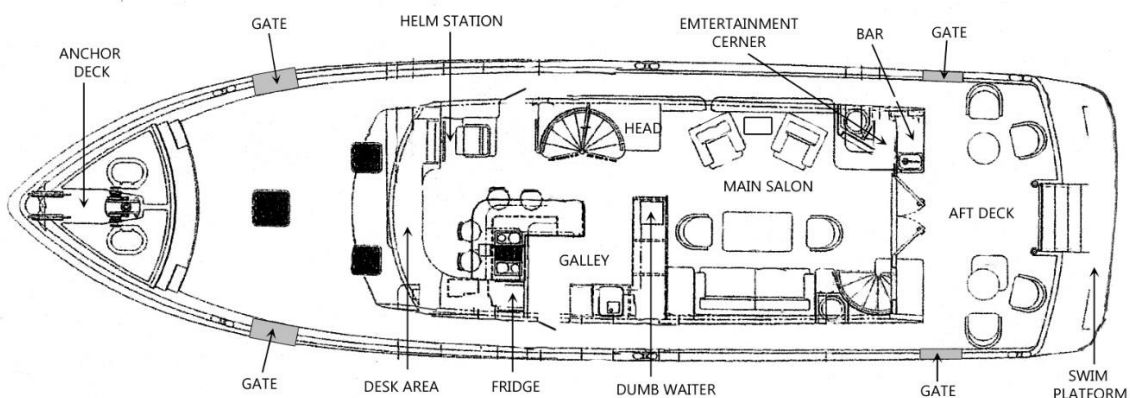 GATE
HELM STATION
EMTERTAINMENT
CERNER
BAR
GATE
ANCHOR
DECK
HEAD
MAIN SALON
AFT DECK
GALLEY
GATE
DESK AREA
FRIDGE
DUMB WAITER
GATE
SWIM
PLATFORM